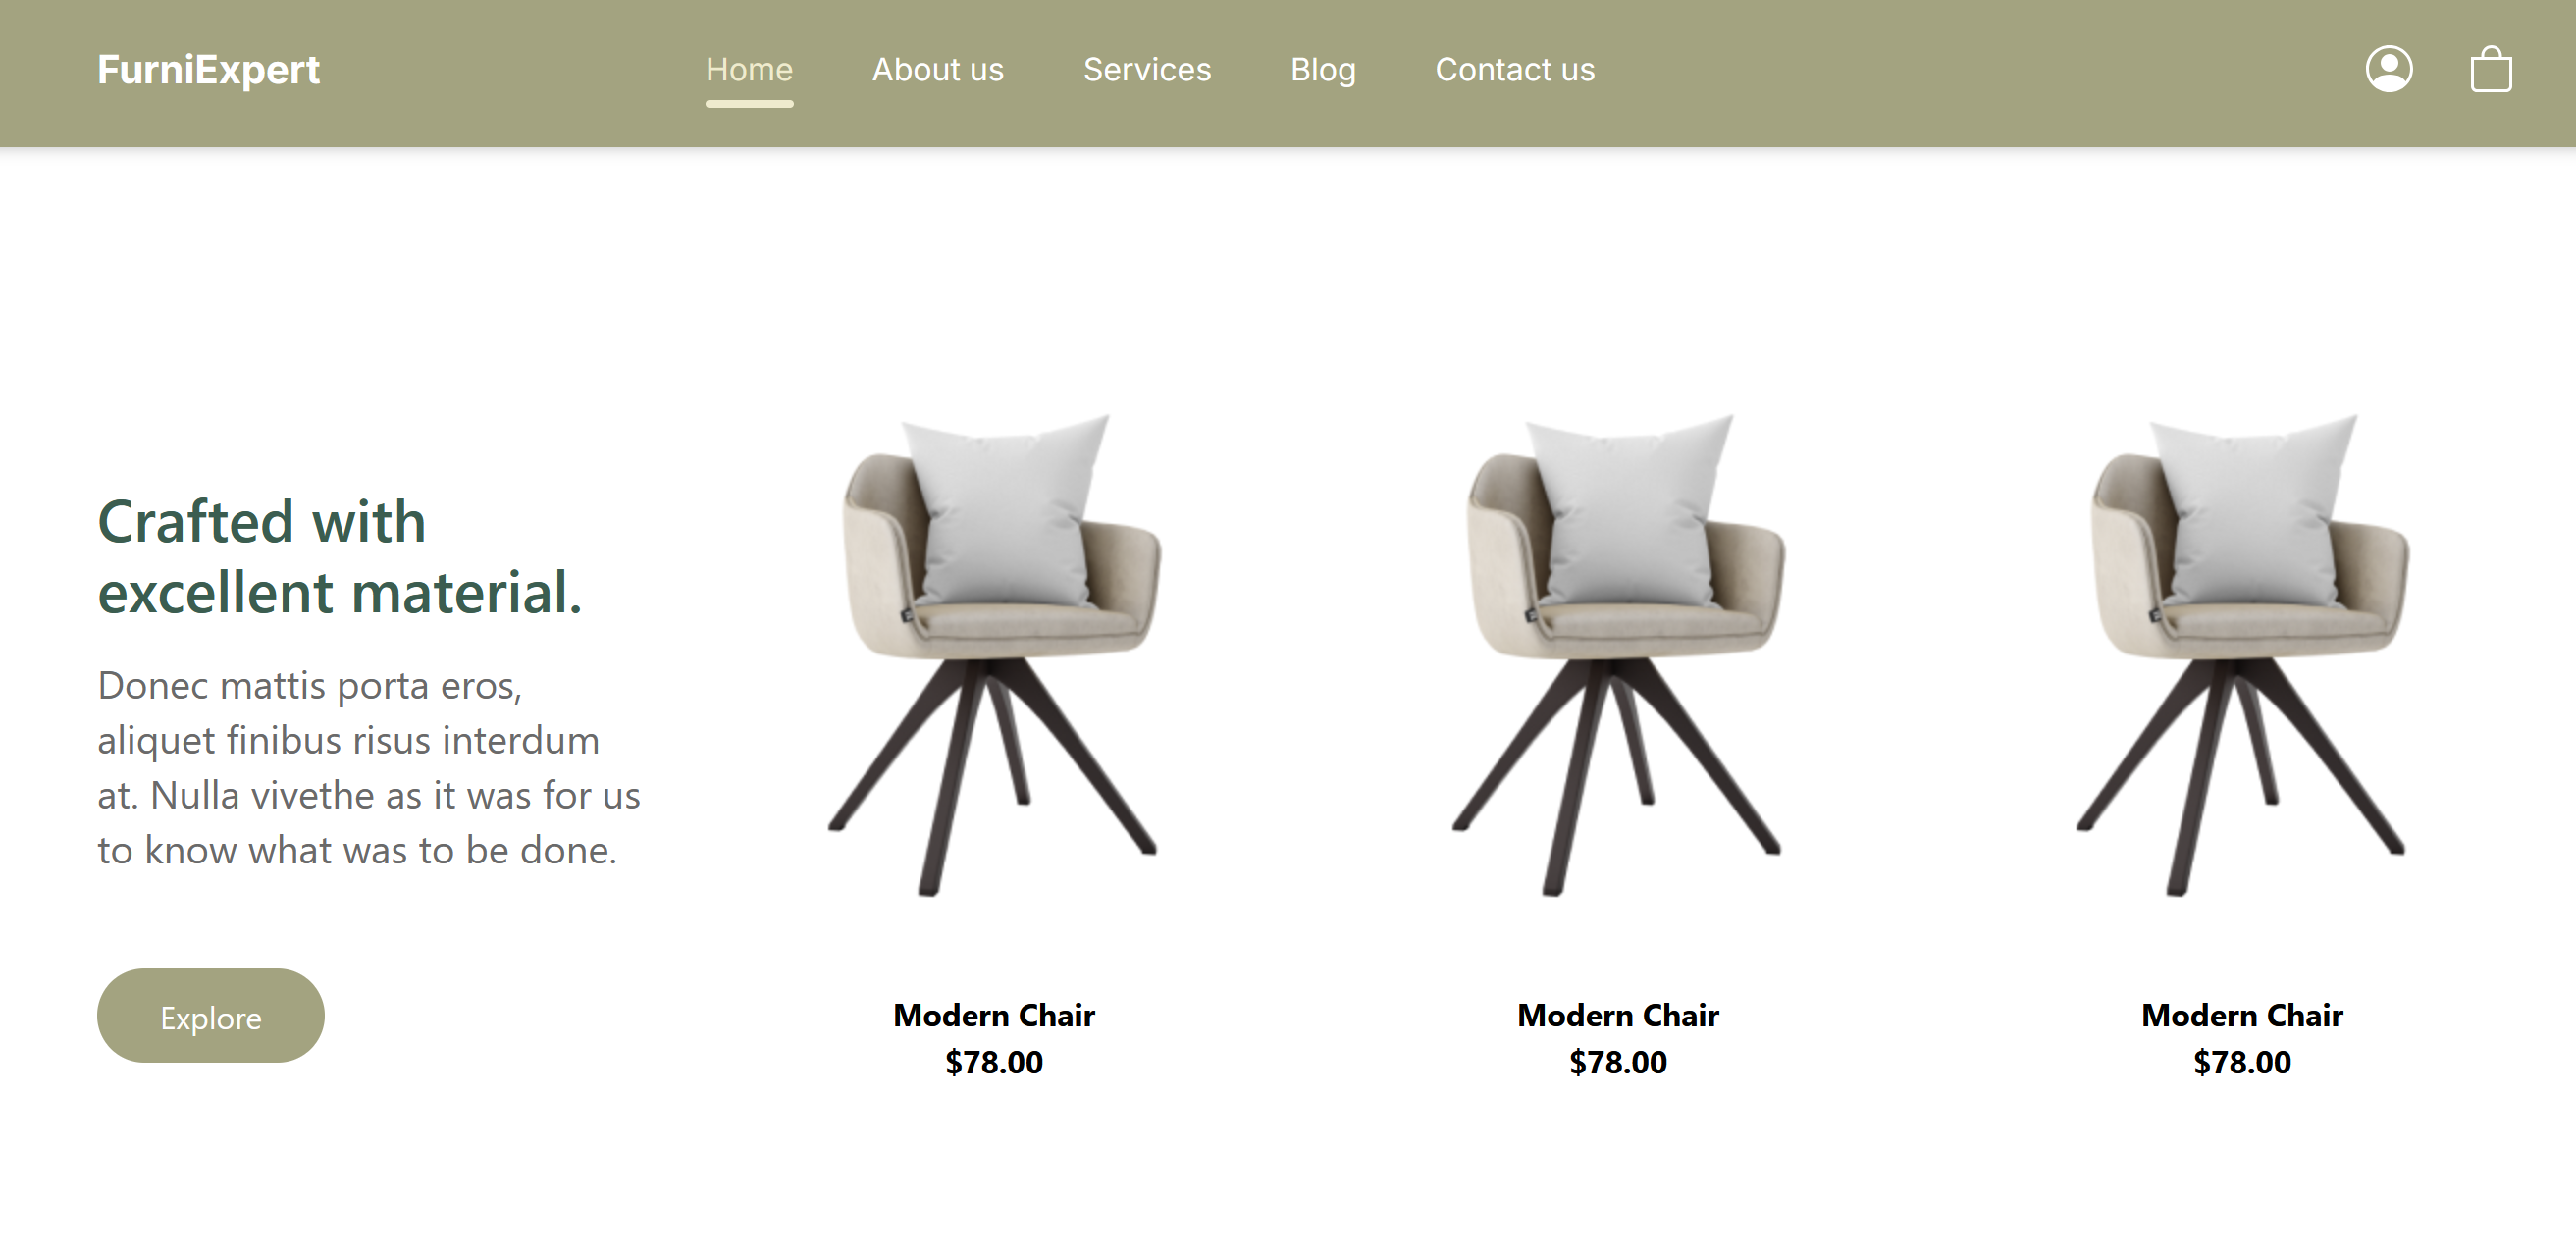 FurniExpert
Home
About us
Services
Blog
Contact us
Crafted with
excellent material.
Donec mattis porta eros,
aliquet finibus risus interdum
at. Nulla vivethe as it was for us
to know what was to be done.
Explore
Modern Chair
$78.00
Modern Chair
$78.00
Modern Chair
$78.00